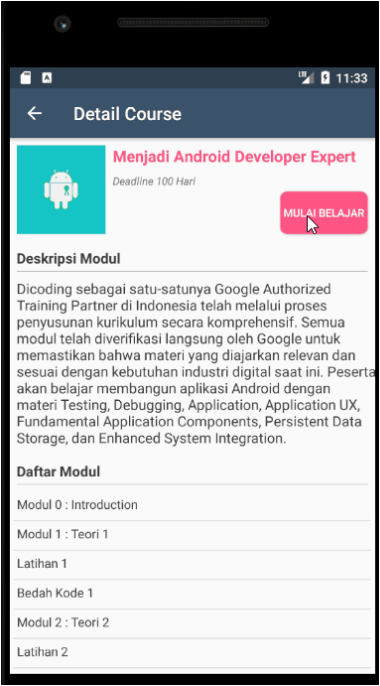 11:33
Detail Course
Menjadi Android Developer Expert
Deadline 100 Hari
MULAI BELAJAR
Deskripsi Modul
Dicoding sebagai satu-satunya Google Authorized
Training Partner di Indonesia telah melalui proses
penyusunan kurikulum secara komprehensif. Semua
modul telah diverifikasi langsung oleh Google untuk
memastikan bahwa materi yang diajarkan relevan dan
sesuai dengan kebutuhan industri digital saat ini. Peserta
akan belajar membangun aplikasi Android dengan
materi Testing, Debugging, Application, Application UX,
Fundamental Application Components, Persistent Data
Storage, dan Enhanced System Integration.
Daftar Modul
Modul 0 : Introduction
Modul 1 : Teori 1
Latihan 1
Bedah Kode 1
Modul 2 : Teori 2
Latihan 2